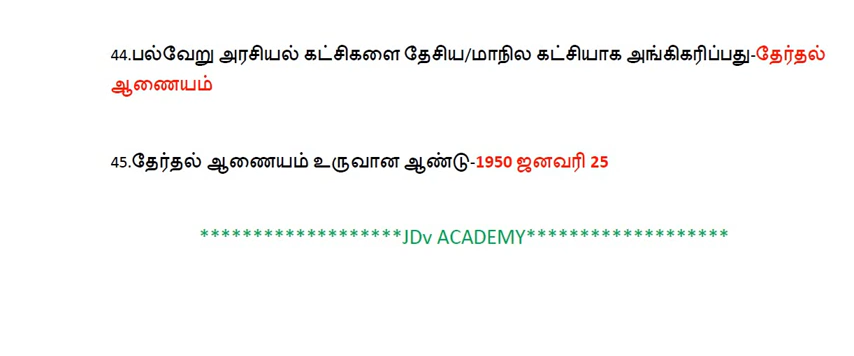 44.பல்வேறு அரசியல் கட்சிகளை தேசிய/மாநில கட்சியாக அங்கிகரிப்பது-தேர்தல்
ஆணையம்
45.தேர்தல் ஆணையம் உருவான ஆண்டு-1950 ஜனவரி 25
*******************JDv ACADEMY*******************